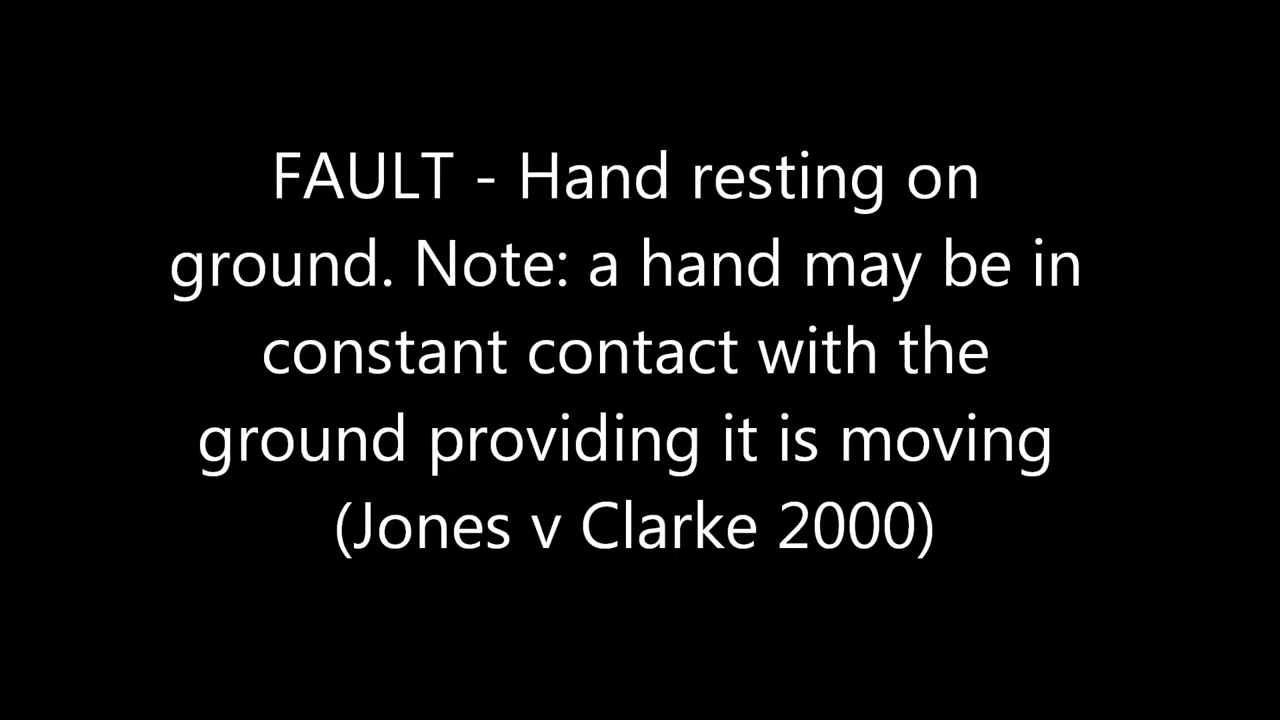 FAULT - Hand resting on
ground. Note: a hand may be in
constant contact with the
ground providing it is moving
(Jones v Clarke 2000)